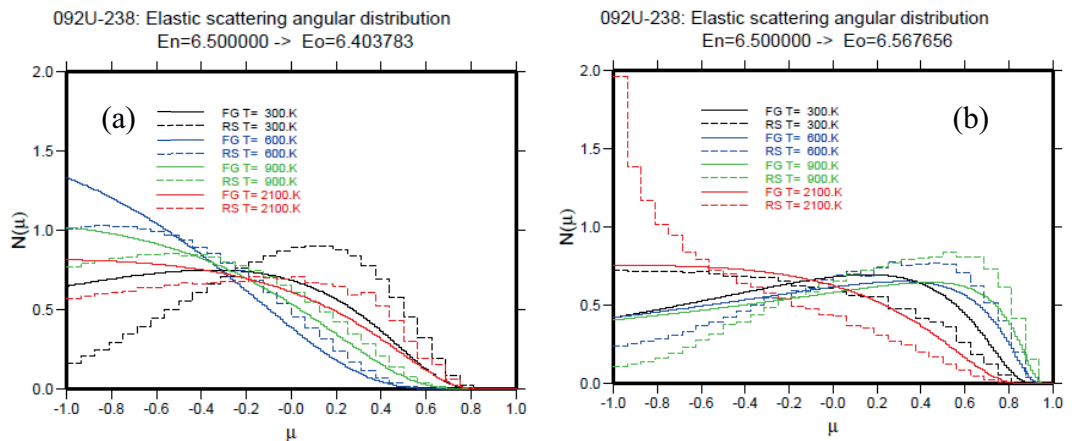 092U-238: Elastic scattering angular distribution
En=6.500000 -> Eo=6.403783
2.0
1.5
1.0
0.5
0.0
N(μ)
(a)
FG T= 300.K
RS T= 300.K
FG T= 600.K
RS T= 600.K
FG T= 900.K
RS T= 900.K
FG T= 2100.K
RS T= 2100.K
-1.0 -0.8 -0.6 -0.4 -0.2 -0.0 0.2 0.4 0.6 0.8 1.0
μ
092U-238: Elastic scattering angular distribution
En=6.500000 -> Eo=6.567656
2.0
1.5
1.0
0.5
0.0
N(μ)
(b)
FG T= 300.K
RS T= 300.K
FG T= 600.K
RS T= 600.K
FG T= 900.K
RS T= 900.K
FG T= 2100.K
RS T= 2100.K
-1.0 -0.8 -0.6 -0.4 -0.2 -0.0 0.2 0.4 0.6 0.8 1.0
μ